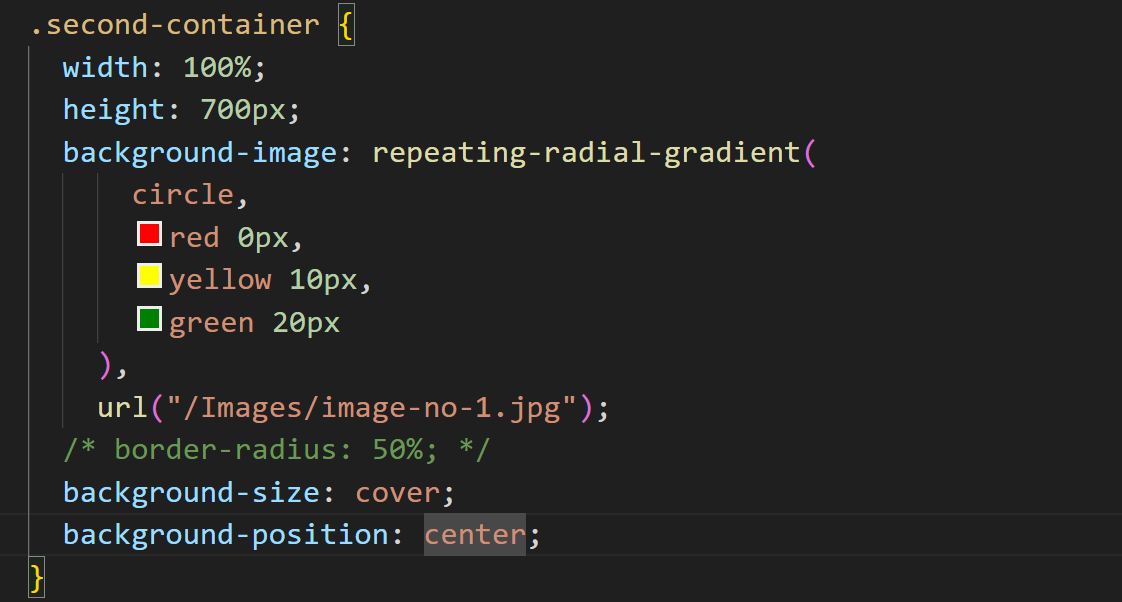 .second-container {
width: 100%;
height: 700px;
background-image: repeating-radial-gradient(
circle,
red 0px,
yellow 10px,
green 20px
),
url("/Images/image-no-1.jpg");
/* border-radius: 50%; */
background-size: cover;
background-position: center;
}